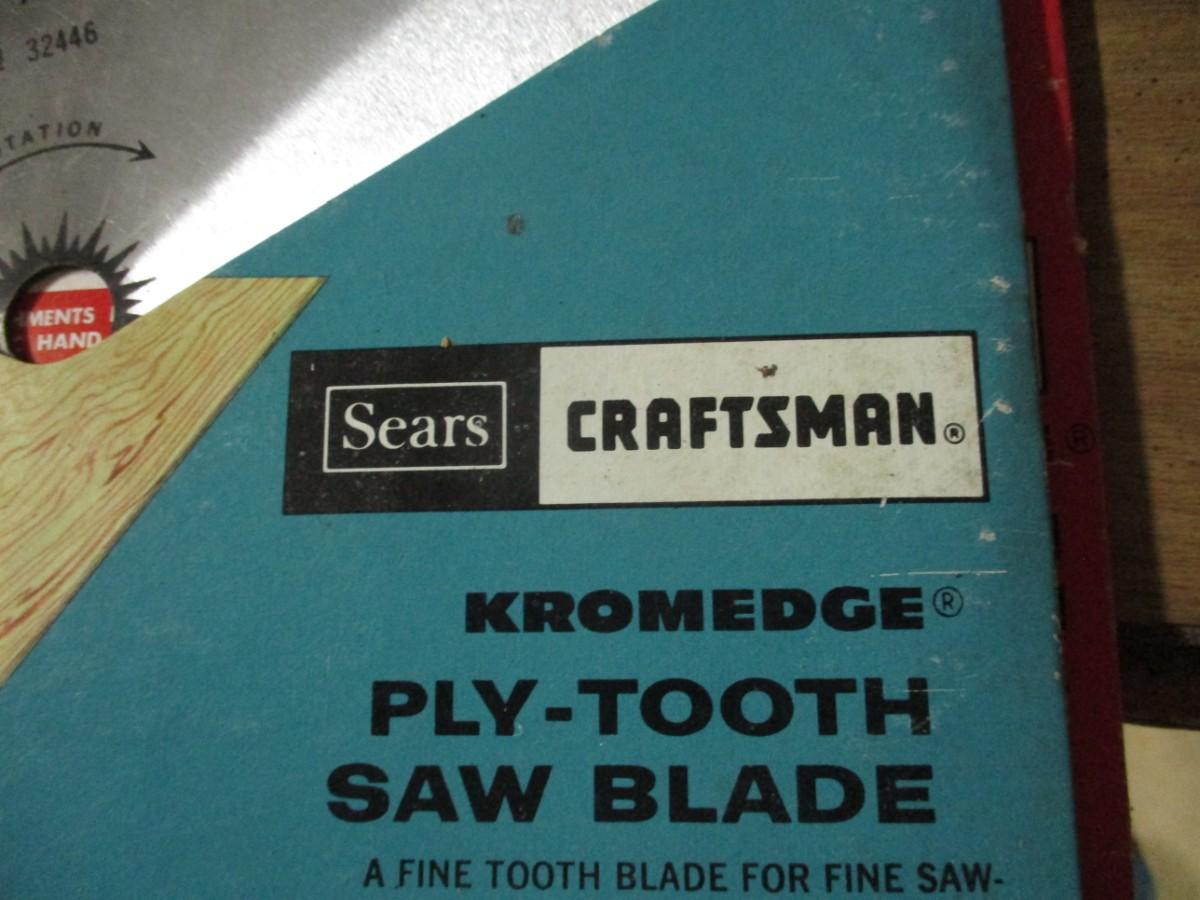 32446
TATION
MENTS
HAND
Sears CRAFTSMAN®
KROMEDGE®
PLY-TOOTH
SAW BLADE
A FINE TOOTH BLADE FOR FINE SAW-
®